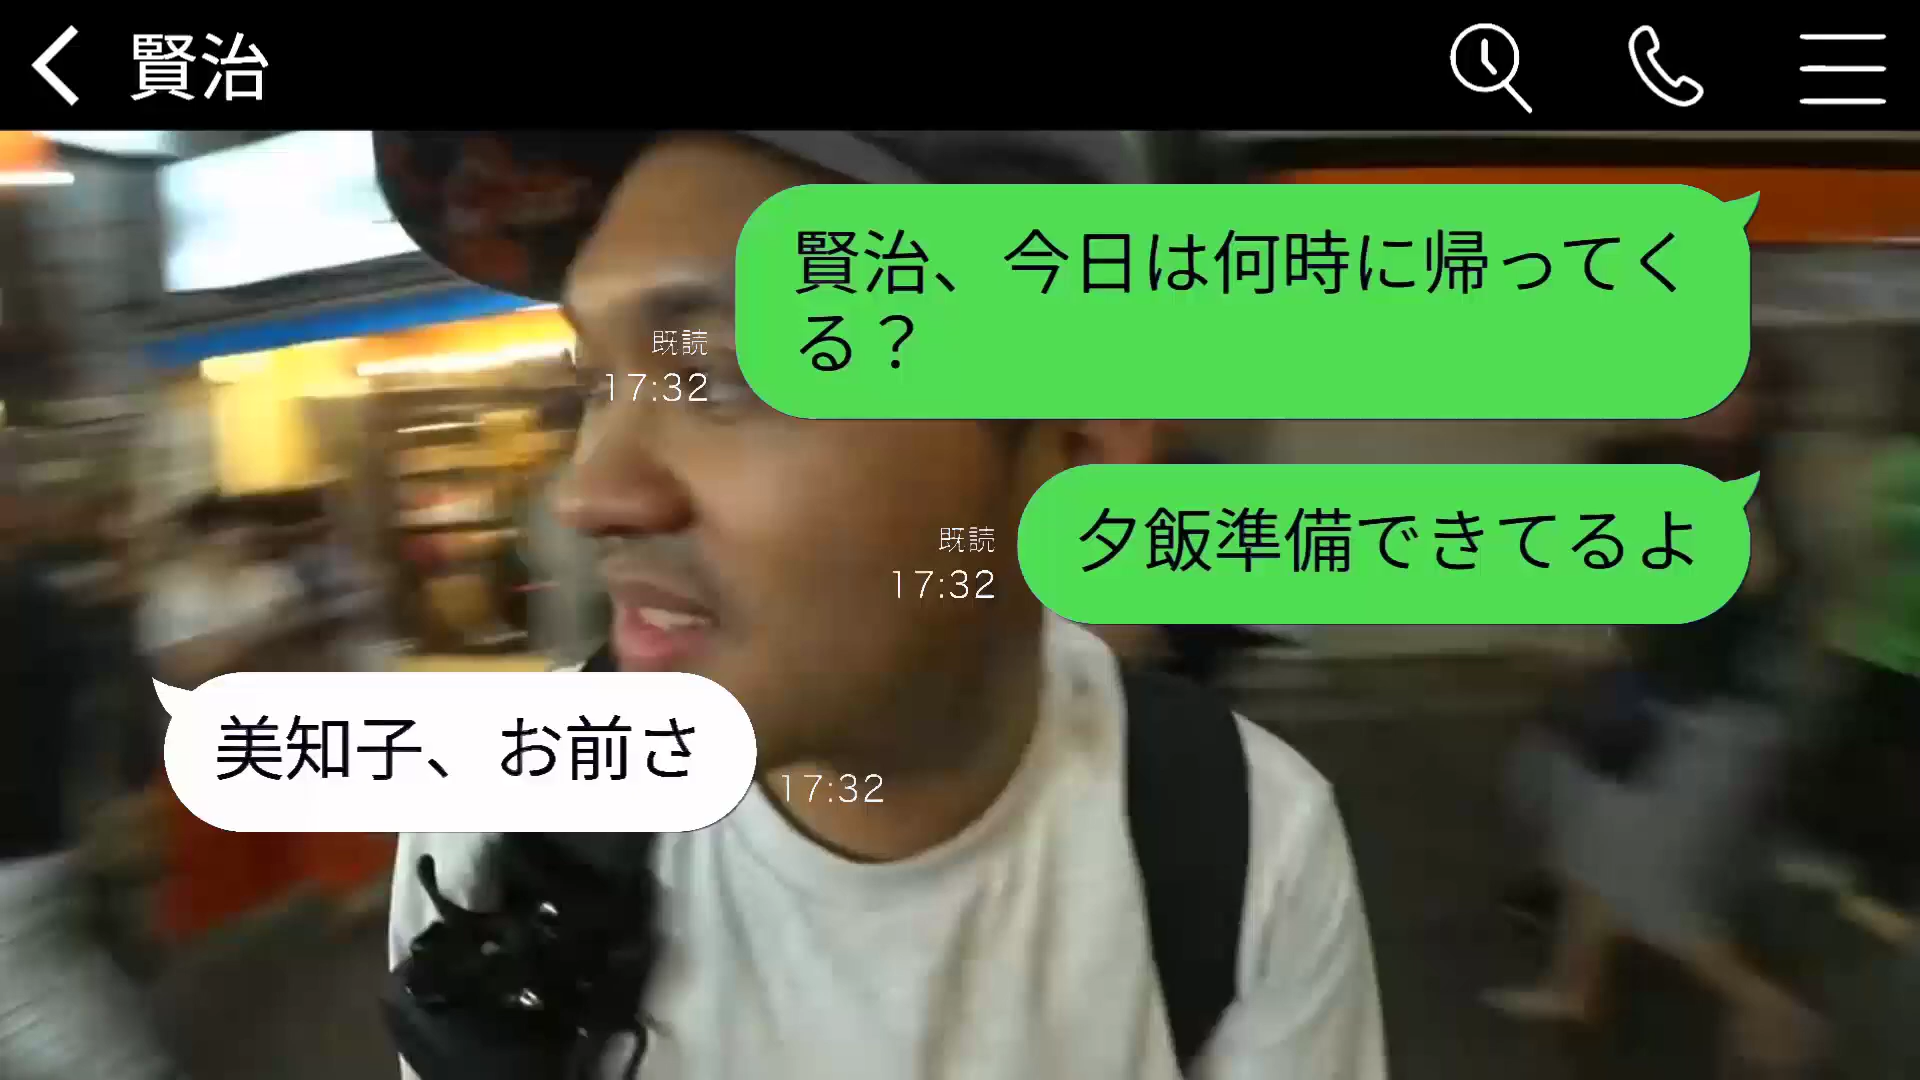 賢治
賢治、今日は何時に帰ってく
る？
既読
17:32
夕飯準備できてるよ
既読
17:32
美知子、お前さ
17:32